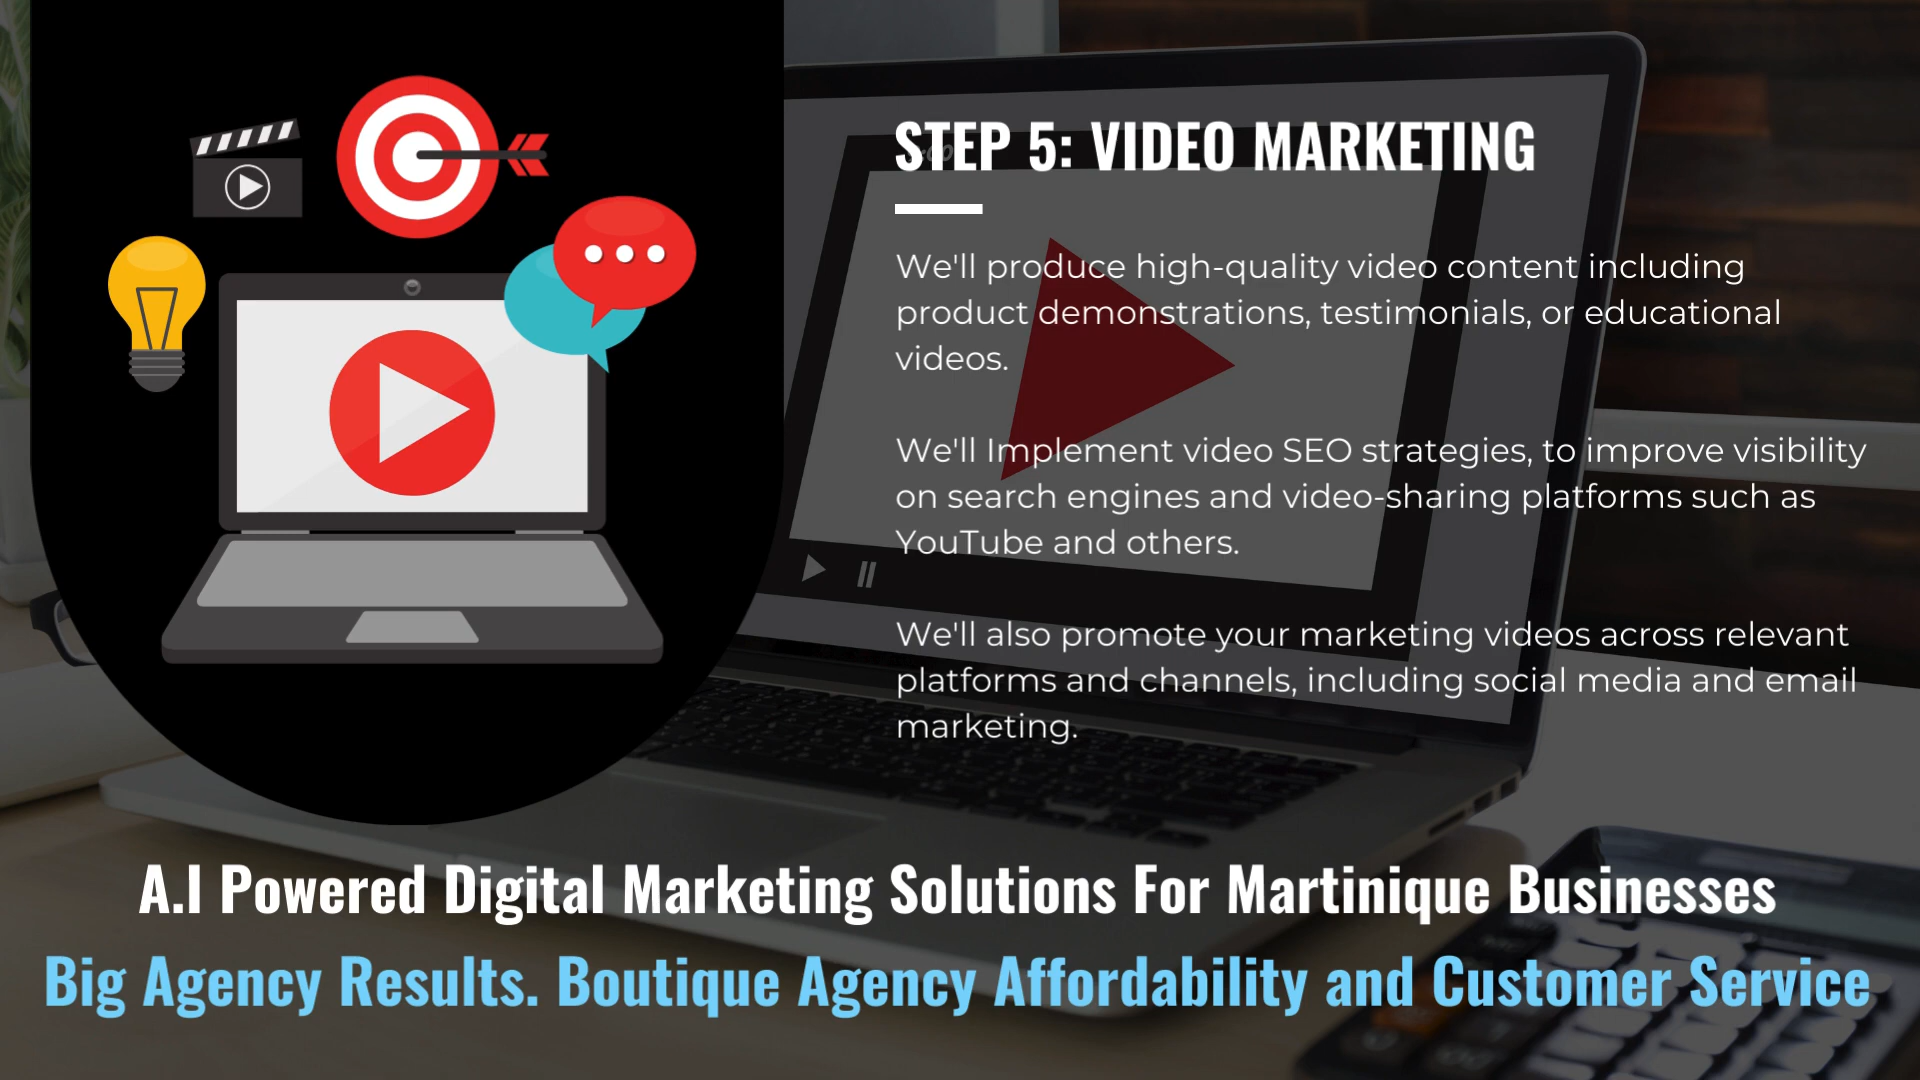 STEP 5: VIDEO MARKETING
We'll produce high-quality video content including
product demonstrations, testimonials, or educational
videos.
We'll Implement video SEO strategies, to improve visibility
on search engines and video-sharing platforms such as
YouTube and others.
We'll also promote your marketing videos across relevant
platforms and channels, including social media and email
marketing.
A.I Powered Digital Marketing Solutions For Martinique Businesses
Big Agency Results. Boutique Agency Affordability and Customer Service